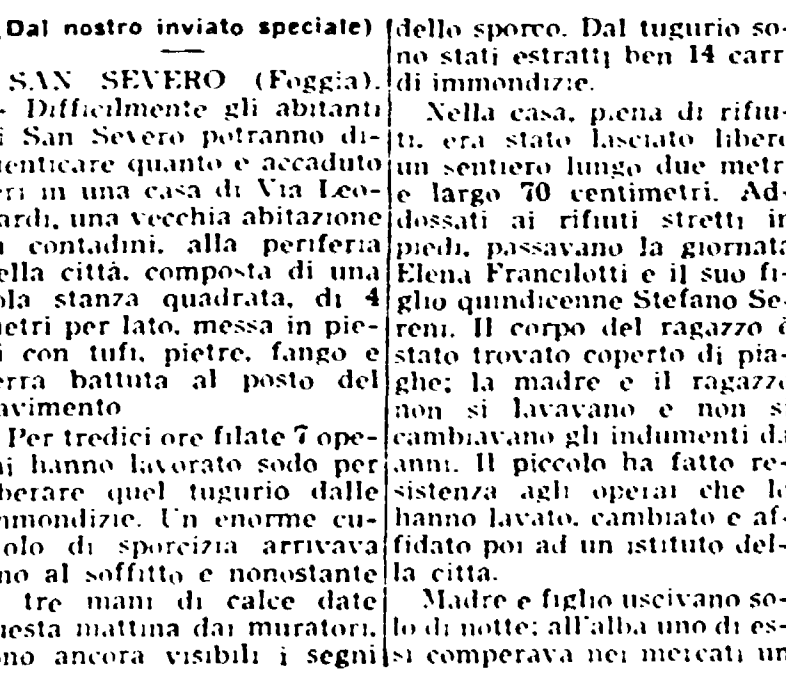 Dal nostro inviato speciale)
SAN SEVERO (Foggia).
- Difficilmente gli abitanti
i San Severo potranno di-
enticare quanto è accaduto
eri in una casa di Via Leo-
ardi, una vecchia abitazione
a contadini, alla periferia
ella città, composta di una
ola stanza quadrata, di 4
etri per lato, messa in pie-
i con tufi, pietre, fango e
erra battuta al posto del
avimento
Per tredici ore filate 7 ope-
ai hanno lavorato sodo per
berare quel tugurio dalle
mmondizie. Un enorme cu-
olo di sporcizia arrivava
no al soffitto e nonostante
tre mani di calce date
uesta mattina dai muratori,
ono ancora visibili i segni
dello sporco. Dal tugurio so-
no stati estratti ben 14 carri
di immondizie.
Nella casa, piena di rifiu-
ti, era stato lasciato libero
un sentiero lungo due metri
e largo 70 centimetri. Ad-
dossati ai rifiuti stretti in
piedi, passavano la giornata
Elena Francilotti e il suo fi-
glio quindicenne Stefano Se-
reni. Il corpo del ragazzo è
stato trovato coperto di pia-
ghe; la madre e il ragazzo
non si lavavano e non si
cambiavano gli indumenti da
anni. Il piccolo ha fatto re-
sistenza agli operai che lo
hanno lavato, cambiato e af-
fidato poi ad un istituto del-
la città.
Madre e figlio uscivano so-
lo di notte; all'alba uno di es-
si comperava nei mercati un